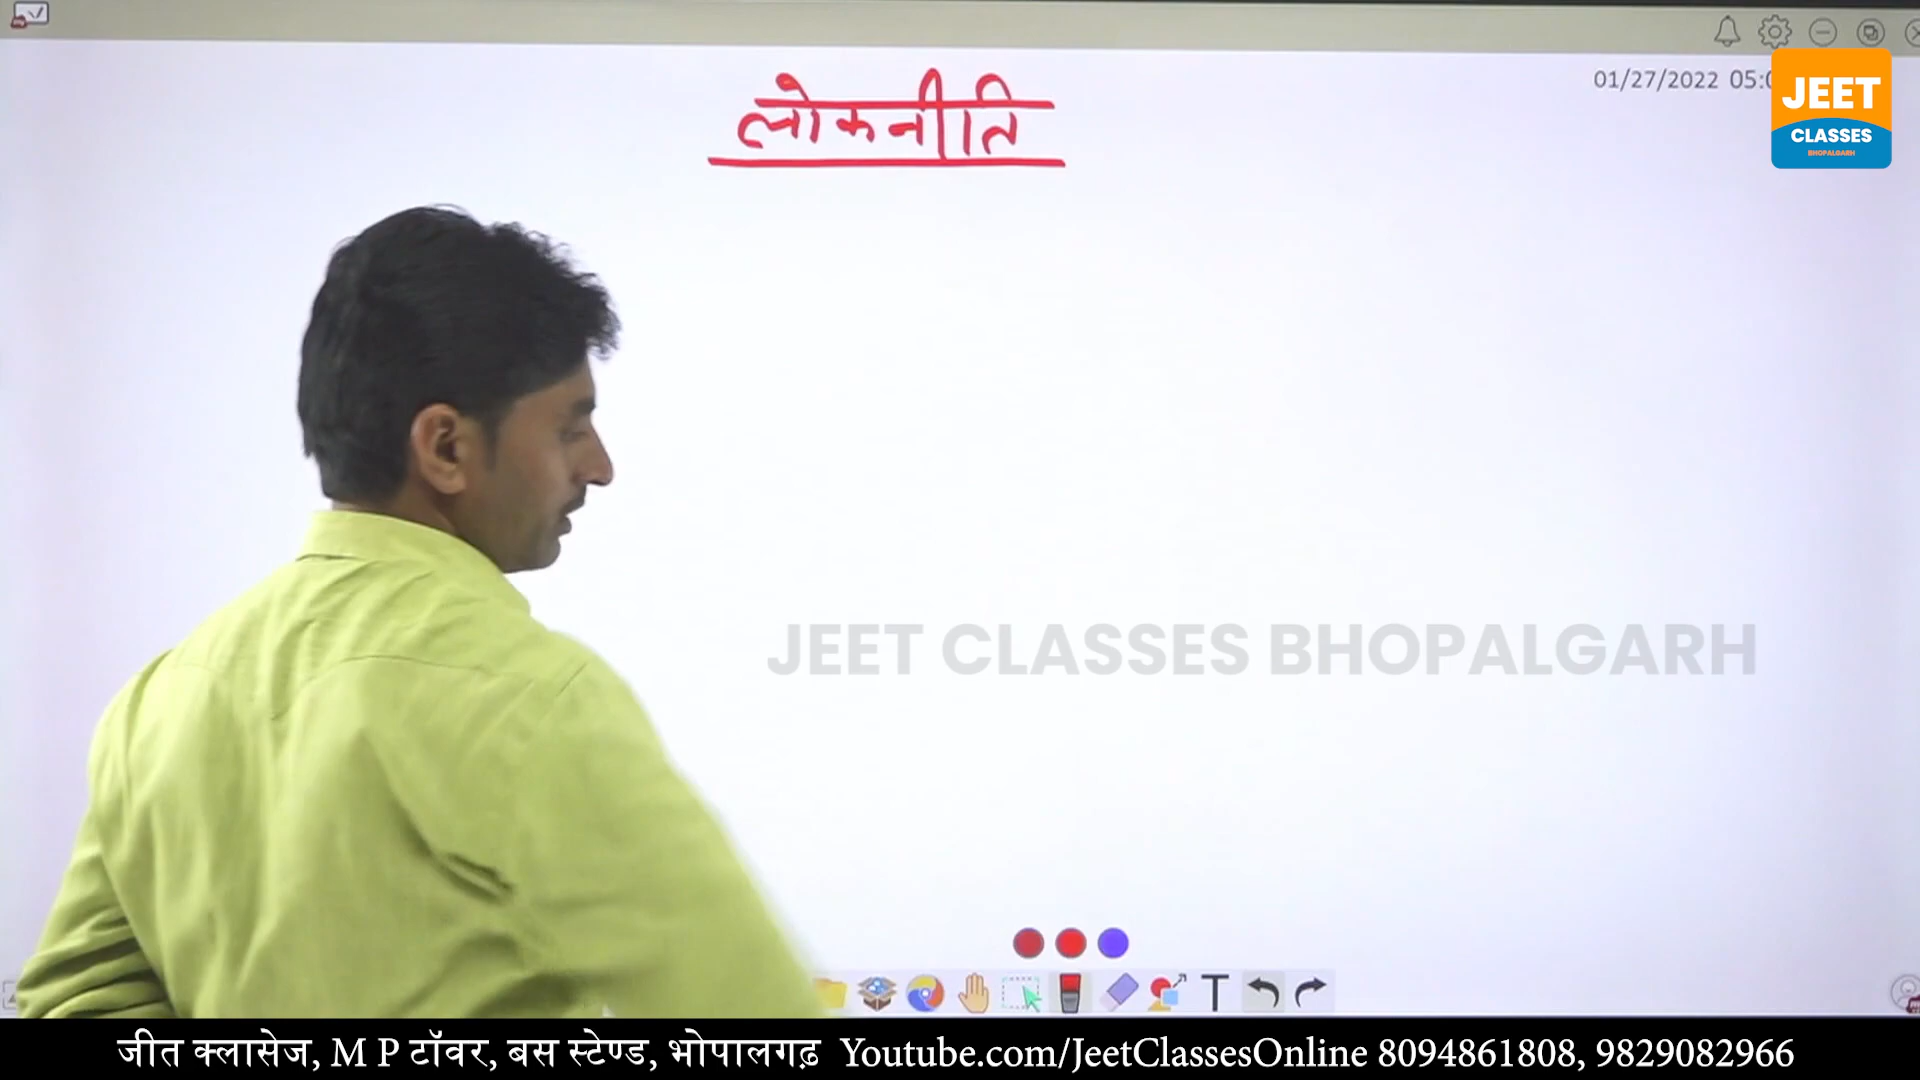 01/27/2022 05:0
JEET
CLASSES
BHOPALGARH
लोकनीति
JEET CLASSES BHOPALGARH
T
जीत क्लासेज, M P टॉवर, बस स्टेण्ड, भोपालगढ़ Youtube.com/JeetClassesOnline 8094861808, 9829082966